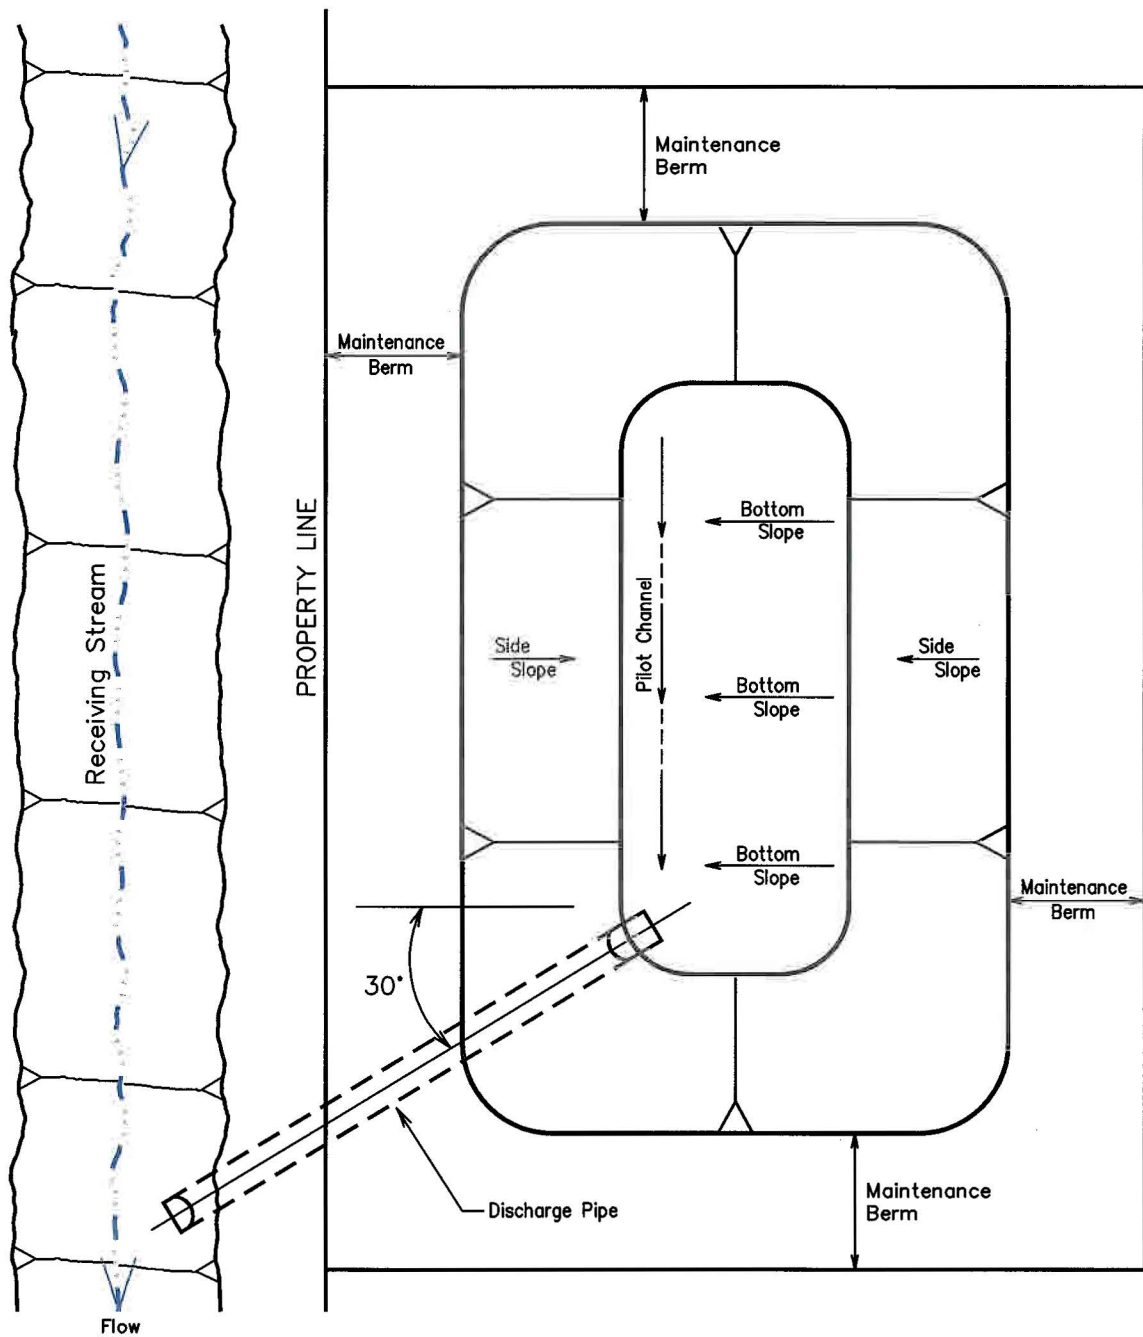 Maintenance
Berm
Maintenance
Berm
PROPERTY LINE
Receiving Stream
Bottom
Slope
Pilot Channel
Side
Slope
Side
Slope
Bottom
Slope
Bottom
Slope
Maintenance
Berm
30°
Discharge Pipe
Maintenance
Berm
Flow